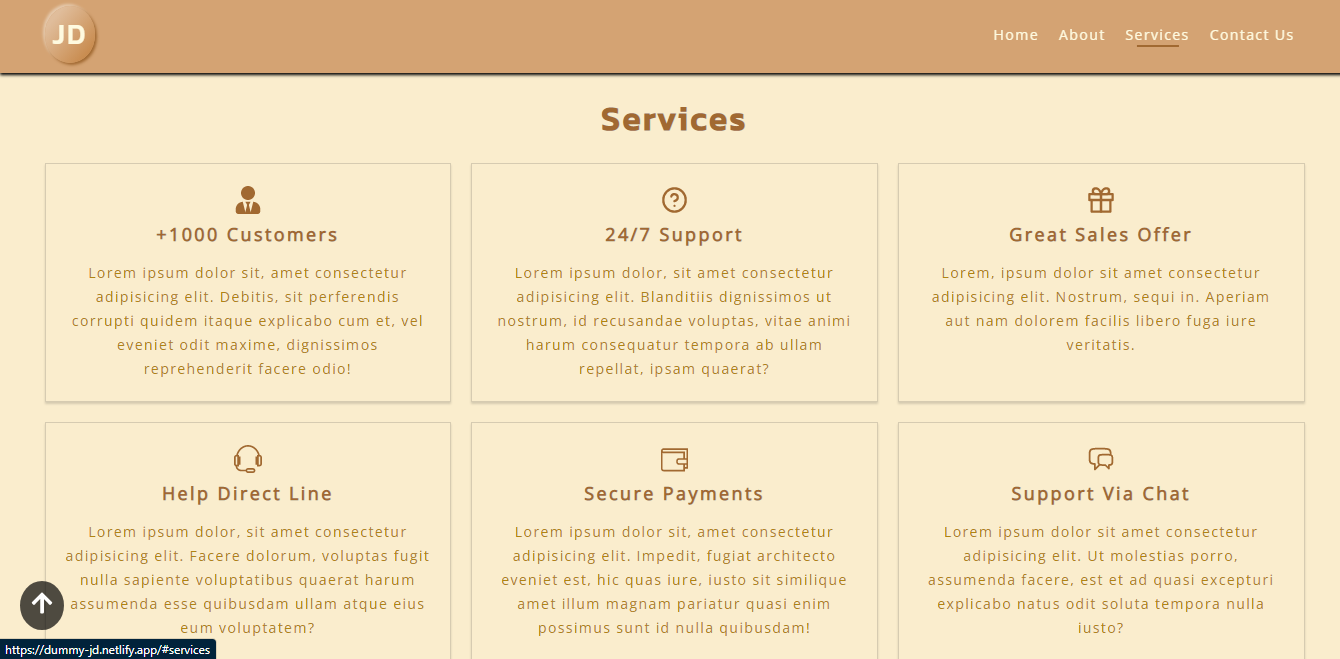 JD
Home About Services Contact Us
Services
+1000 Customers
Lorem ipsum dolor sit, amet consectetur
adipisicing elit. Debitis, sit perferendis
corrupti quidem itaque explicabo cum et, vel
eveniet odit maxime, dignissimos
reprehenderit facere odio!
24/7 Support
Lorem ipsum dolor, sit amet consectetur
adipisicing elit. Blanditiis dignissimos ut
nostrum, id recusandae voluptas, vitae animi
harum consequatur tempora ab ullam
repellat, ipsam quaerat?
Great Sales Offer
Lorem, ipsum dolor sit amet consectetur
adipisicing elit. Nostrum, sequi in. Aperiam
aut nam dolorem facilis libero fuga iure
veritatis.
Help Direct Line
Lorem ipsum dolor, sit amet consectetur
adipisicing elit. Facere dolorum, voluptas fugit
nulla sapiente voluptatibus quaerat harum
assumenda esse quibusdam ullam atque eius
eum voluptatem?
Secure Payments
Lorem ipsum dolor sit, amet consectetur
adipisicing elit. Impedit, fugiat architecto
eveniet est, hic quas iure, iusto sit similique
amet illum magnam pariatur quasi enim
possimus sunt id nulla quibusdam!
Support Via Chat
Lorem ipsum dolor sit amet consectetur
adipisicing elit. Ut molestias porro,
assumenda facere, est et ad quasi excepturi
explicabo natus odit soluta tempora nulla
iusto?
https://dummy-jd.netlify.app/#services